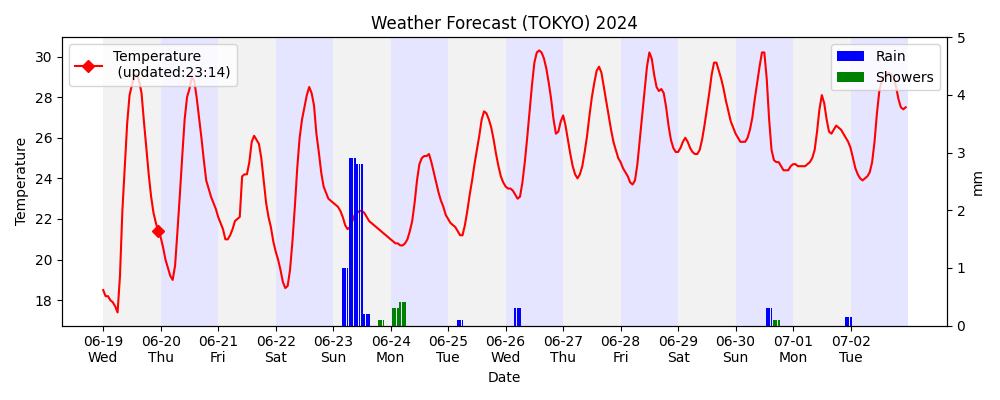 Weather Forecast (TOKYO) 2024
Temperature
(updated:23:14)
Rain
Showers
Temperature
30
28
26
24
22
20
18
5
4
3
2
1
0
mm
06-19 06-20 06-21 06-22 06-23 06-24 06-25 06-26 06-27 06-28 06-29 06-30 07-01 07-02
Wed Thu Fri Sat Sun Mon Tue Wed Thu Fri Sat Sun Mon Tue
Date